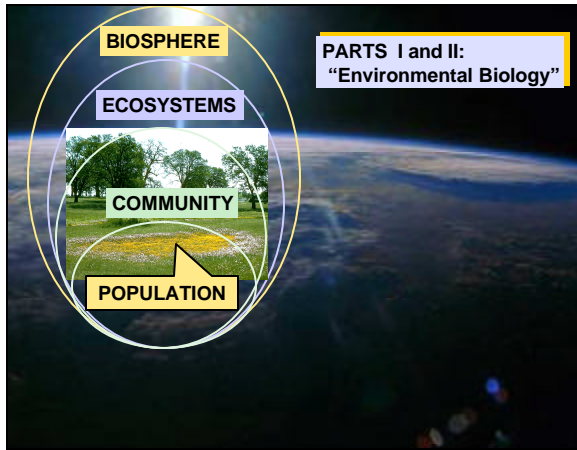 BIOSPHERE
PARTS I and II:
“Environmental Biology”
ECOSYSTEMS
COMMUNITY
POPULATION